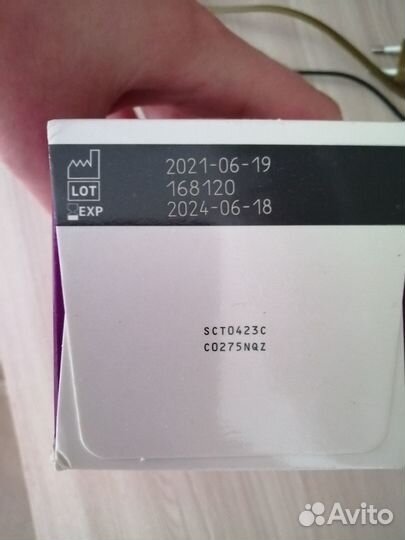 2021-06-19
LOT 168120
EXP 2024-06-18
SCT0423C
C0275NQZ
Avito